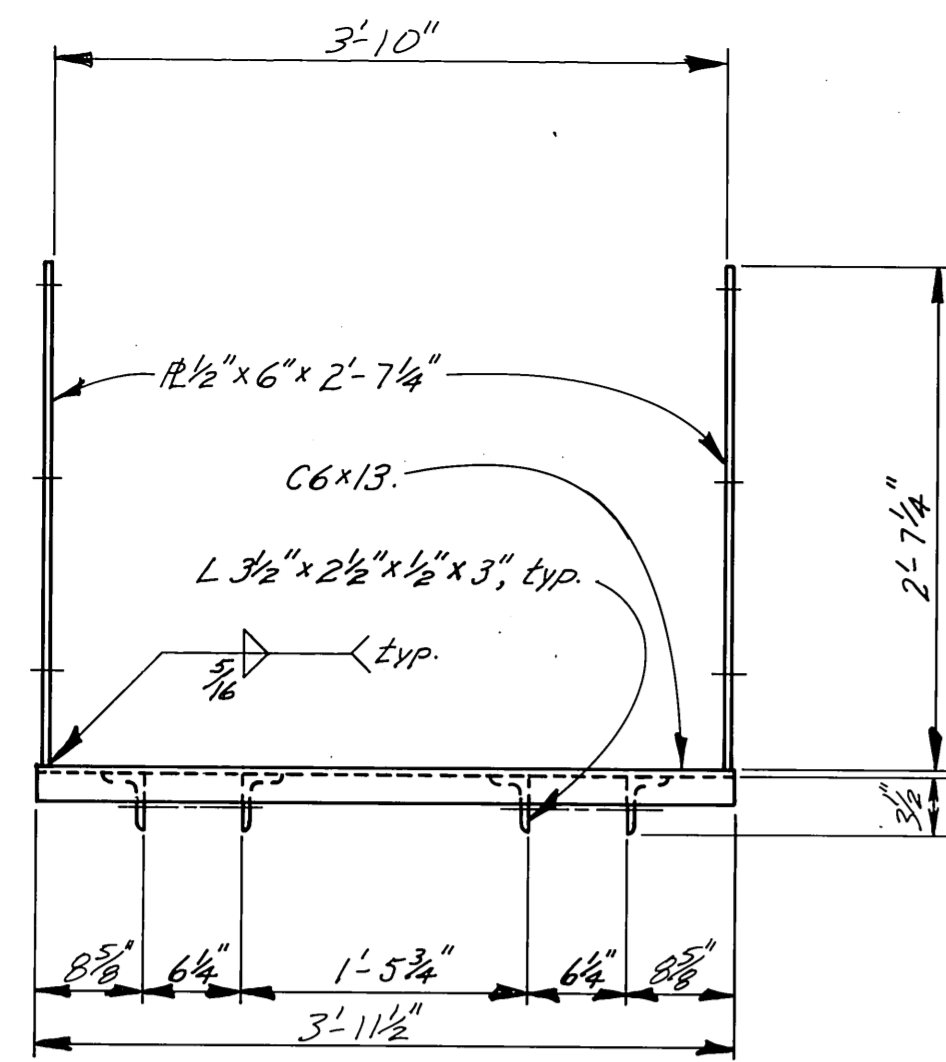 3'-10"
PL 1/2" x 6" x 2'-7 1/4"
C6x13.
L 3 1/2" x 2 1/2" x 1/2" x 3", typ.
5/16 typ.
2'-7 1/4"
3 1/2"
8 5/8" 6 1/4" 1'-5 3/4" 6 1/4" 8 5/8"
3'-11 1/2"